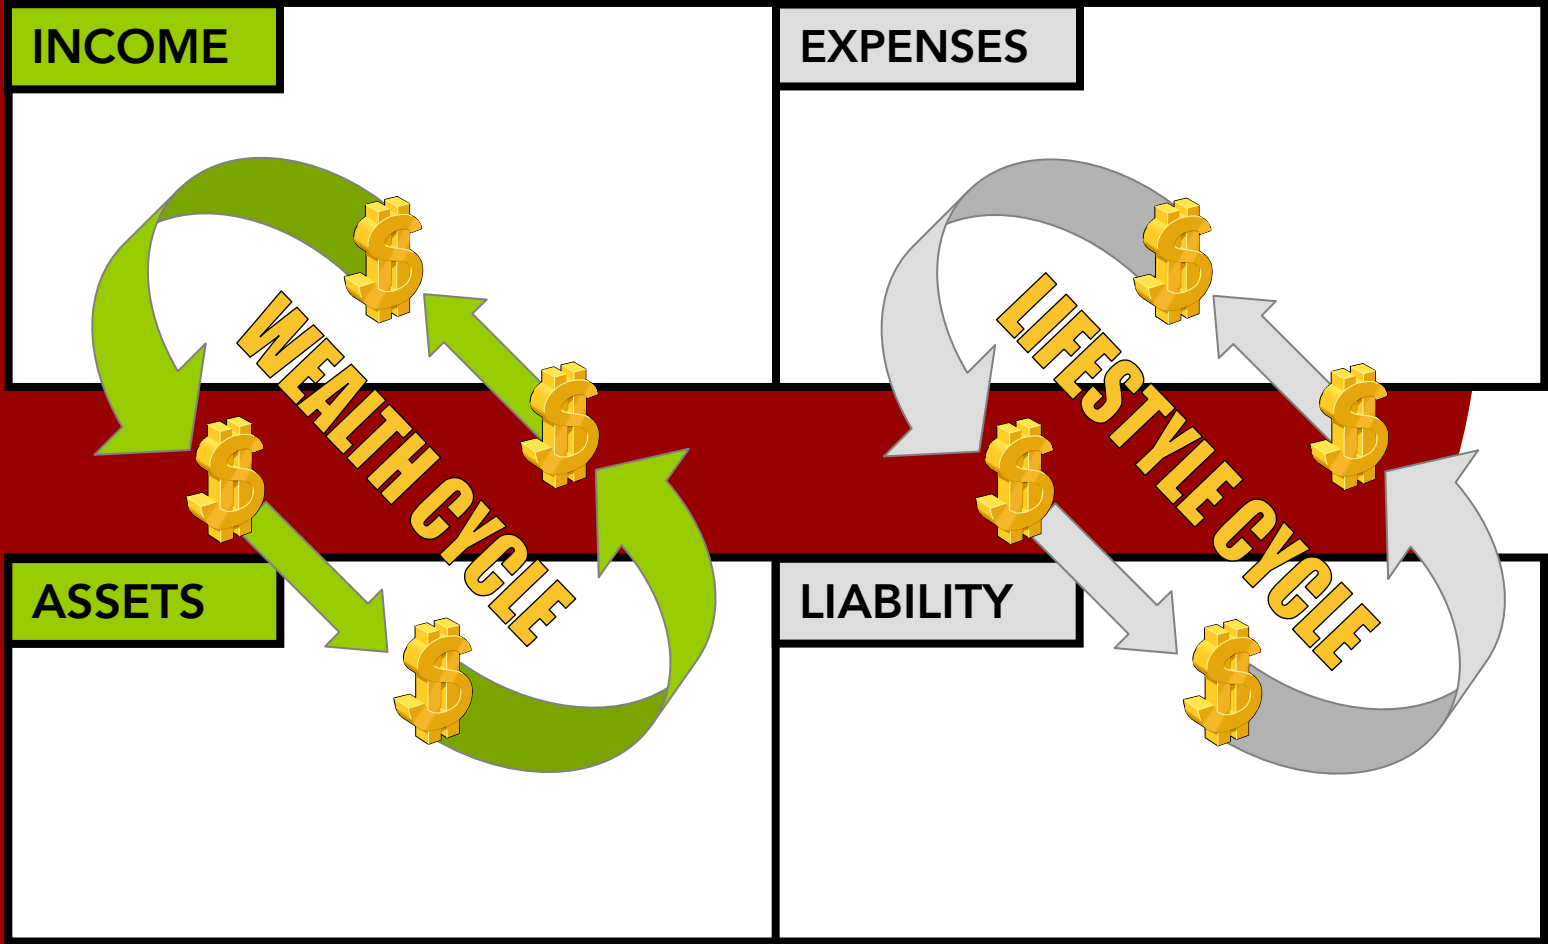 INCOME
EXPENSES
WEALTH CYCLE
LIFESTYLE CYCLE
ASSETS
LIABILITY